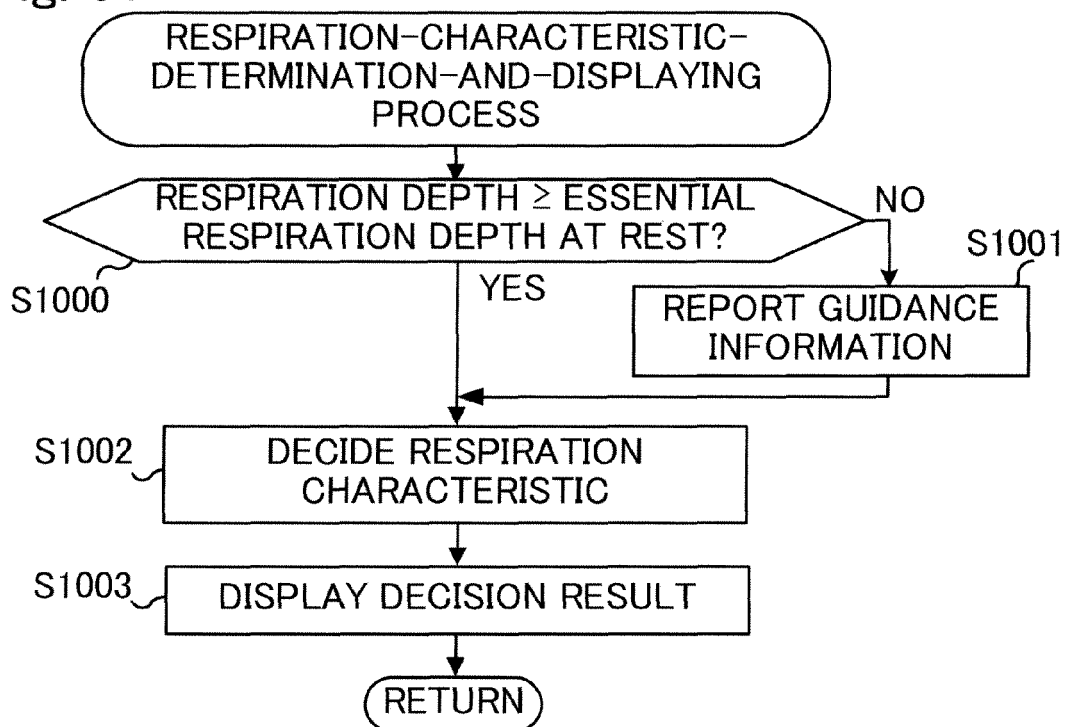 RESPIRATION-CHARACTERISTIC-
DETERMINATION-AND-DISPLAYING
PROCESS
RESPIRATION DEPTH ≥ ESSENTIAL
RESPIRATION DEPTH AT REST?
NO
S1000
YES
S1001
REPORT GUIDANCE
INFORMATION
S1002
DECIDE RESPIRATION
CHARACTERISTIC
S1003
DISPLAY DECISION RESULT
RETURN